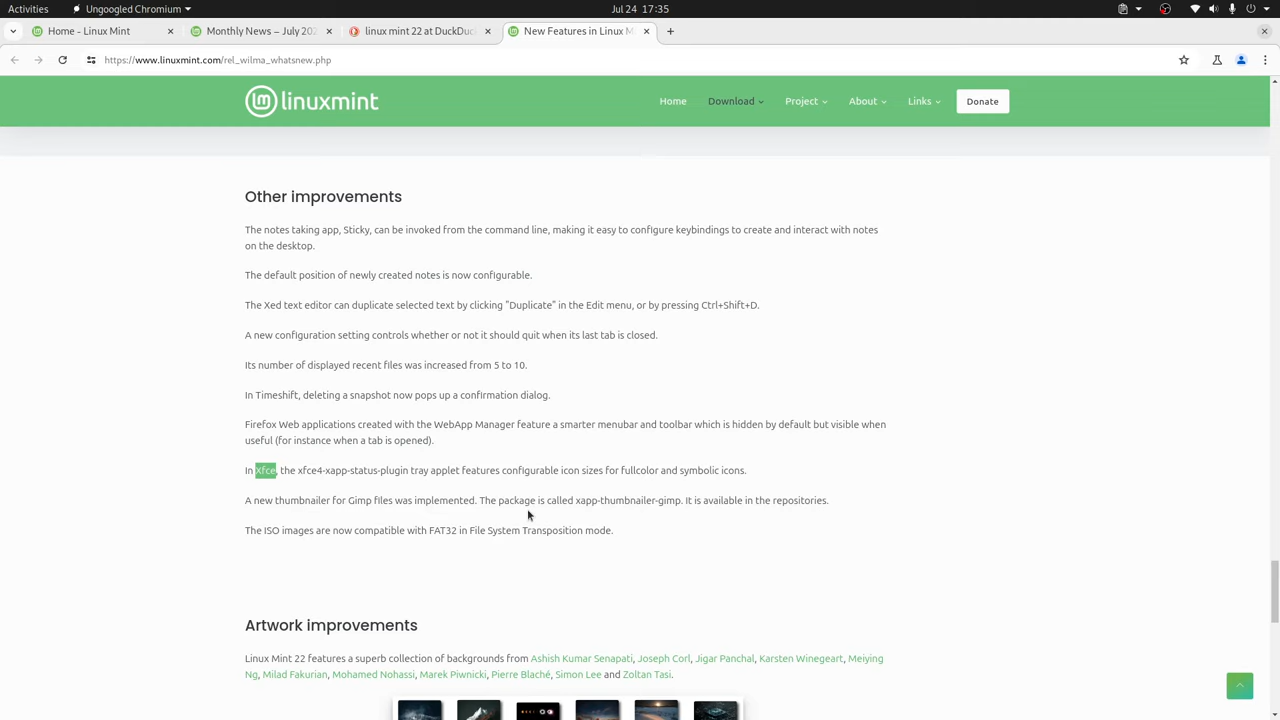 Activities
Ungoogled Chromium
Jul 24 17:35
Home - Linux Mint
Monthly News – July 202
linux mint 22 at DuckDuc
New Features in Linux M
https://www.linuxmint.com/rel_wilma_whatsnew.php
linuxmint
Home
Download
Project
About
Links
Donate
Other improvements
The notes taking app, Sticky, can be invoked from the command line, making it easy to configure keybindings to create and interact with notes
on the desktop.
The default position of newly created notes is now configurable.
The Xed text editor can duplicate selected text by clicking "Duplicate" in the Edit menu, or by pressing Ctrl+Shift+D.
A new configuration setting controls whether or not it should quit when its last tab is closed.
Its number of displayed recent files was increased from 5 to 10.
In Timeshift, deleting a snapshot now pops up a confirmation dialog.
Firefox Web applications created with the WebApp Manager feature a smarter menubar and toolbar which is hidden by default but visible when
useful (for instance when a tab is opened).
In Xfce, the xfce4-xapp-status-plugin tray applet features configurable icon sizes for fullcolor and symbolic icons.
A new thumbnailer for Gimp files was implemented. The package is called xapp-thumbnailer-gimp. It is available in the repositories.
The ISO images are now compatible with FAT32 in File System Transposition mode.
Artwork improvements
Linux Mint 22 features a superb collection of backgrounds from Ashish Kumar Senapati, Joseph Corl, Jigar Panchal, Karsten Winegeart, Meiying
Ng, Milad Fakurian, Mohamed Nohassi, Marek Piwnicki, Pierre Blaché, Simon Lee and Zoltan Tasi.